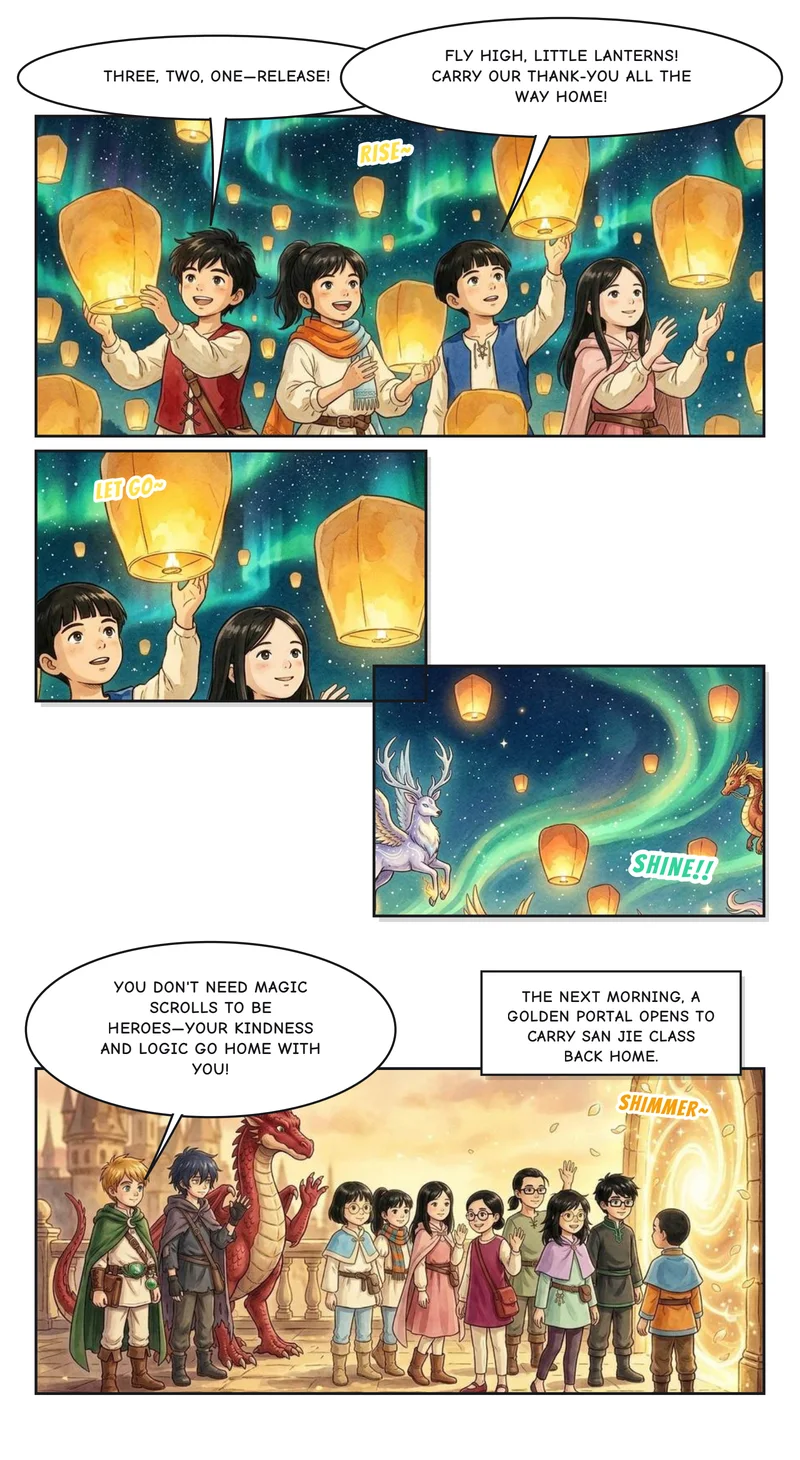 THREE, TWO, ONE—RELEASE!
FLY HIGH, LITTLE LANTERNS!
CARRY OUR THANK-YOU ALL THE
WAY HOME!
RISE~
LET GO~
SHINE!!
YOU DON'T NEED MAGIC
SCROLLS TO BE
HEROES—YOUR KINDNESS
AND LOGIC GO HOME WITH
YOU!
THE NEXT MORNING, A
GOLDEN PORTAL OPENS TO
CARRY SAN JIE CLASS
BACK HOME.
SHIMMER~